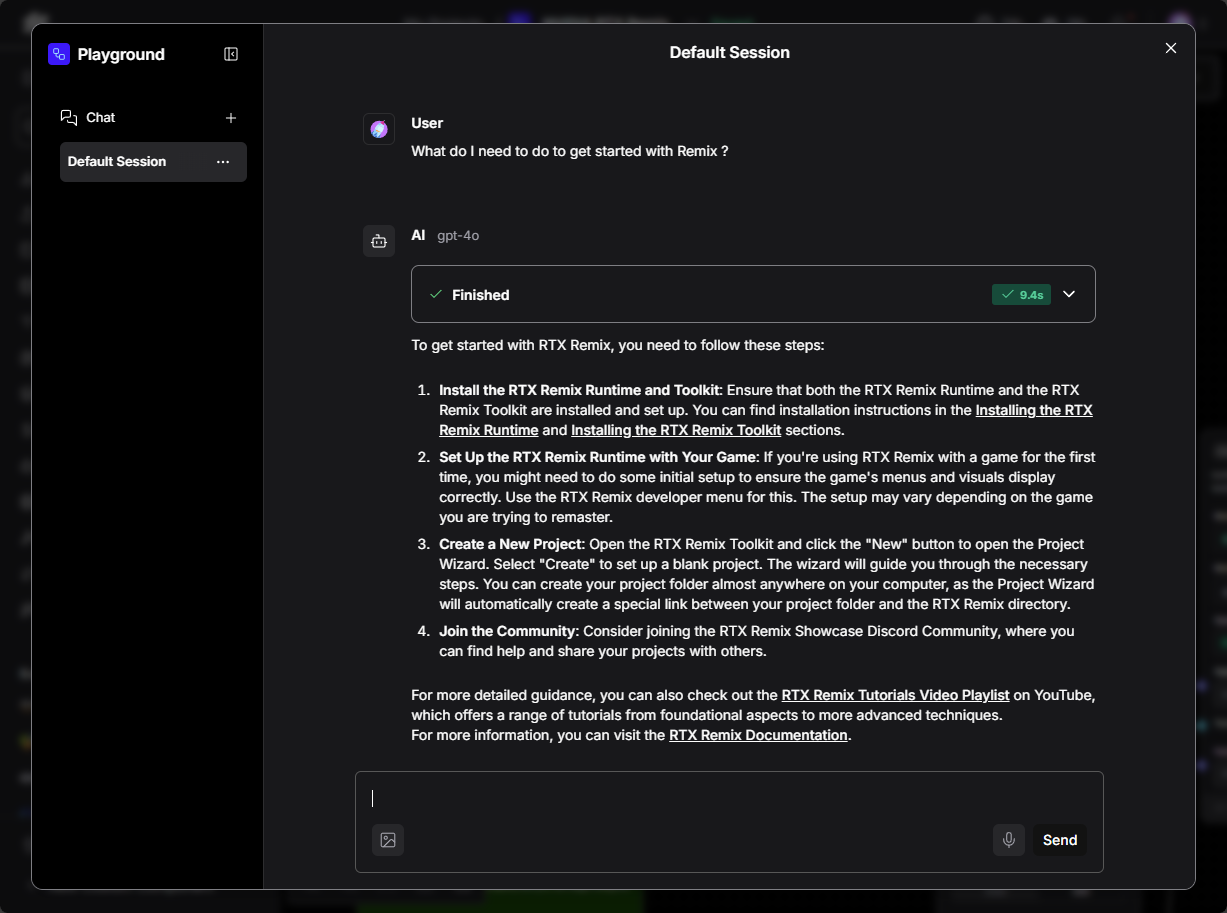 Playground
Default Session
Chat
Default Session
User
What do I need to do to get started with Remix ?
AI gpt-4o
Finished
9.4s
To get started with RTX Remix, you need to follow these steps:
1. Install the RTX Remix Runtime and Toolkit: Ensure that both the RTX Remix Runtime and the RTX
Remix Toolkit are installed and set up. You can find installation instructions in the Installing the RTX
Remix Runtime and Installing the RTX Remix Toolkit sections.
2. Set Up the RTX Remix Runtime with Your Game: If you're using RTX Remix with a game for the first
time, you might need to do some initial setup to ensure the game's menus and visuals display
correctly. Use the RTX Remix developer menu for this. The setup may vary depending on the game
you are trying to remaster.
3. Create a New Project: Open the RTX Remix Toolkit and click the "New" button to open the Project
Wizard. Select "Create" to set up a blank project. The wizard will guide you through the necessary
steps. You can create your project folder almost anywhere on your computer, as the Project Wizard
will automatically create a special link between your project folder and the RTX Remix directory.
4. Join the Community: Consider joining the RTX Remix Showcase Discord Community, where you
can find help and share your projects with others.
For more detailed guidance, you can also check out the RTX Remix Tutorials Video Playlist on YouTube,
which offers a range of tutorials from foundational aspects to more advanced techniques.
For more information, you can visit the RTX Remix Documentation.
Send